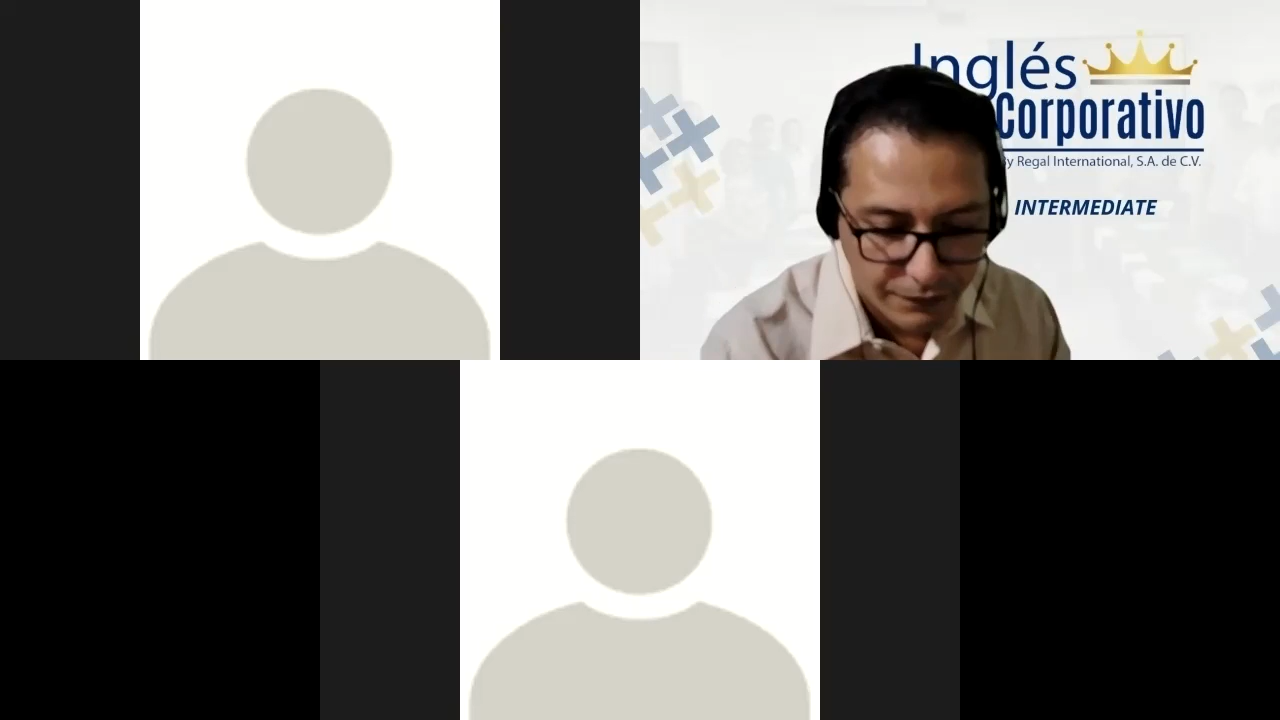 Inglés
Corporativo
By Regal International, S.A. de C.V.
INTERMEDIATE